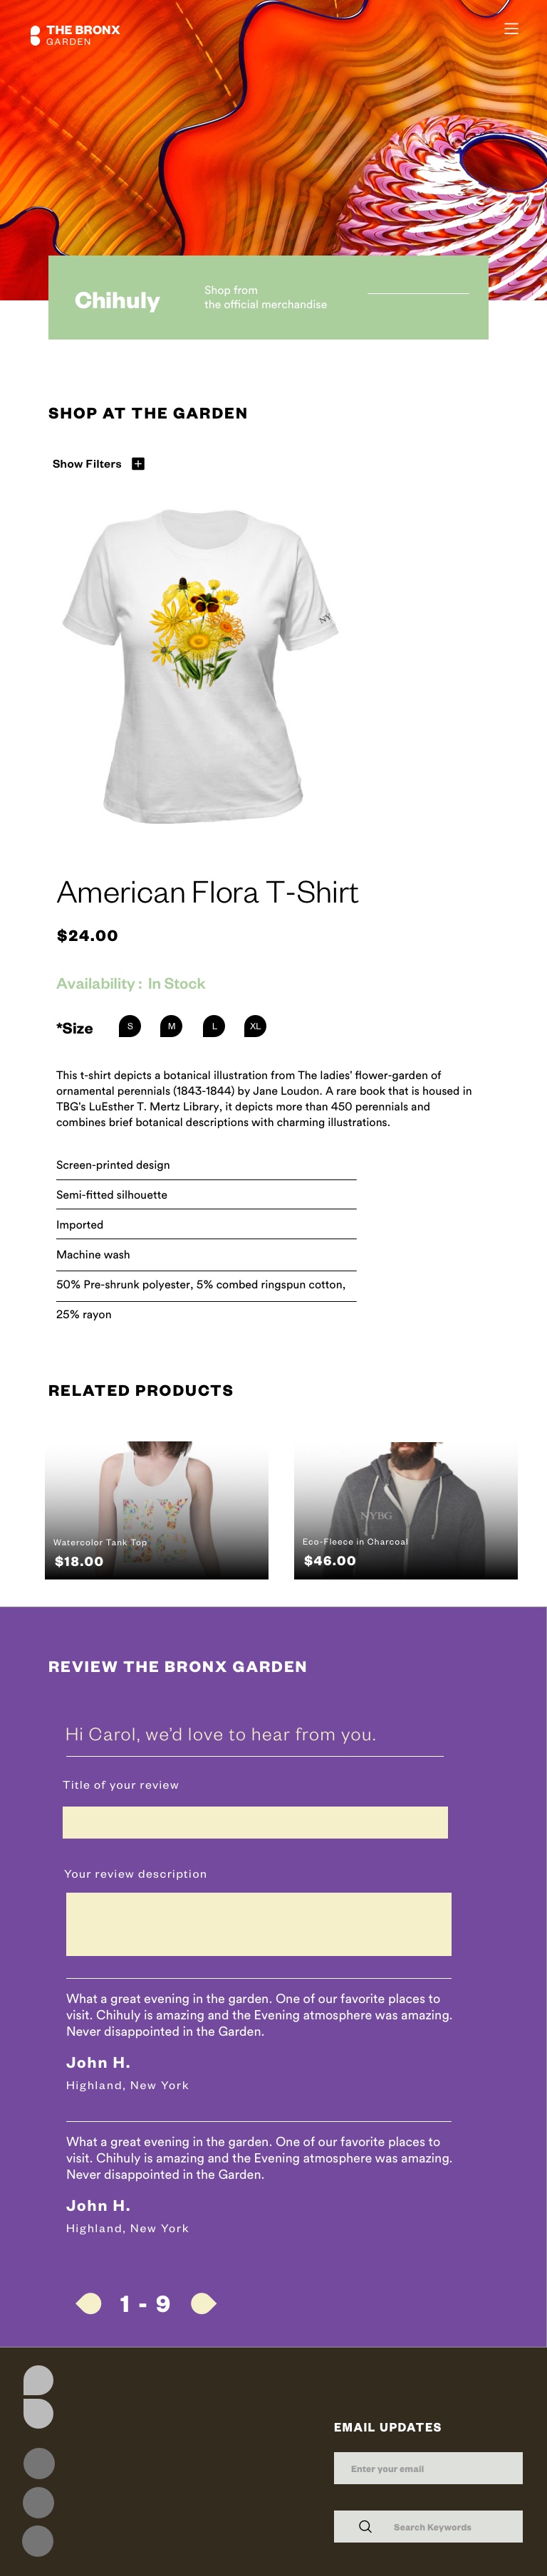 THE BRONX
GARDEN
Chihuly
Shop from
the official merchandise
SHOP AT THE GARDEN
Show Filters
NY
American Flora T-Shirt
$24.00
Availability : In Stock
*Size S M L XL
This t-shirt depicts a botanical illustration from The ladies' flower-garden of
ornamental perennials (1843-1844) by Jane Loudon. A rare book that is housed in
TBG's LuEsther T. Mertz Library, it depicts more than 450 perennials and
combines brief botanical descriptions with charming illustrations.
Screen-printed design
Semi-fitted silhouette
Imported
Machine wash
50% Pre-shrunk polyester, 5% combed ringspun cotton,
25% rayon
RELATED PRODUCTS
Watercolor Tank Top
$18.00
NYBG
Eco-Fleece in Charcoal
$46.00
REVIEW THE BRONX GARDEN
Hi Carol, we'd love to hear from you.
Title of your review
Your review description
What a great evening in the garden. One of our favorite places to
visit. Chihuly is amazing and the Evening atmosphere was amazing.
Never disappointed in the Garden.
John H.
Highland, New York
What a great evening in the garden. One of our favorite places to
visit. Chihuly is amazing and the Evening atmosphere was amazing.
Never disappointed in the Garden.
John H.
Highland, New York
1 - 9
EMAIL UPDATES
Enter your email
Search Keywords